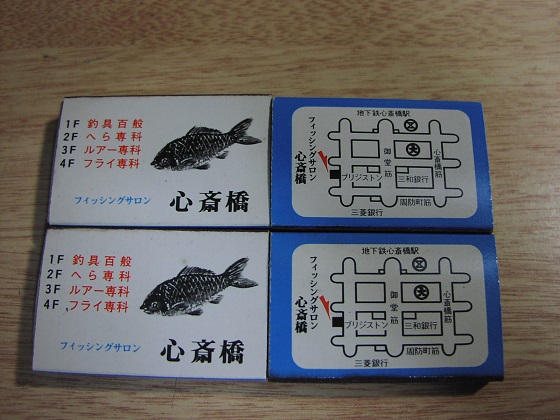 1F 釣具百般
2F へら専科
3F ルアー専科
4F フライ専科
フィッシングサロン 心斎橋
地下鉄心斎橋駅
フィッシングサロン
心斎橋
御堂筋
心斎橋筋
大
ブリジストン
三和銀行
周防町筋
三菱銀行
1F 釣具百般
2F へら専科
3F ルアー専科
4F フライ専科
フィッシングサロン 心斎橋
地下鉄心斎橋駅
フィッシングサロン
心斎橋
御堂筋
心斎橋筋
大
ブリジストン
三和銀行
周防町筋
三菱銀行